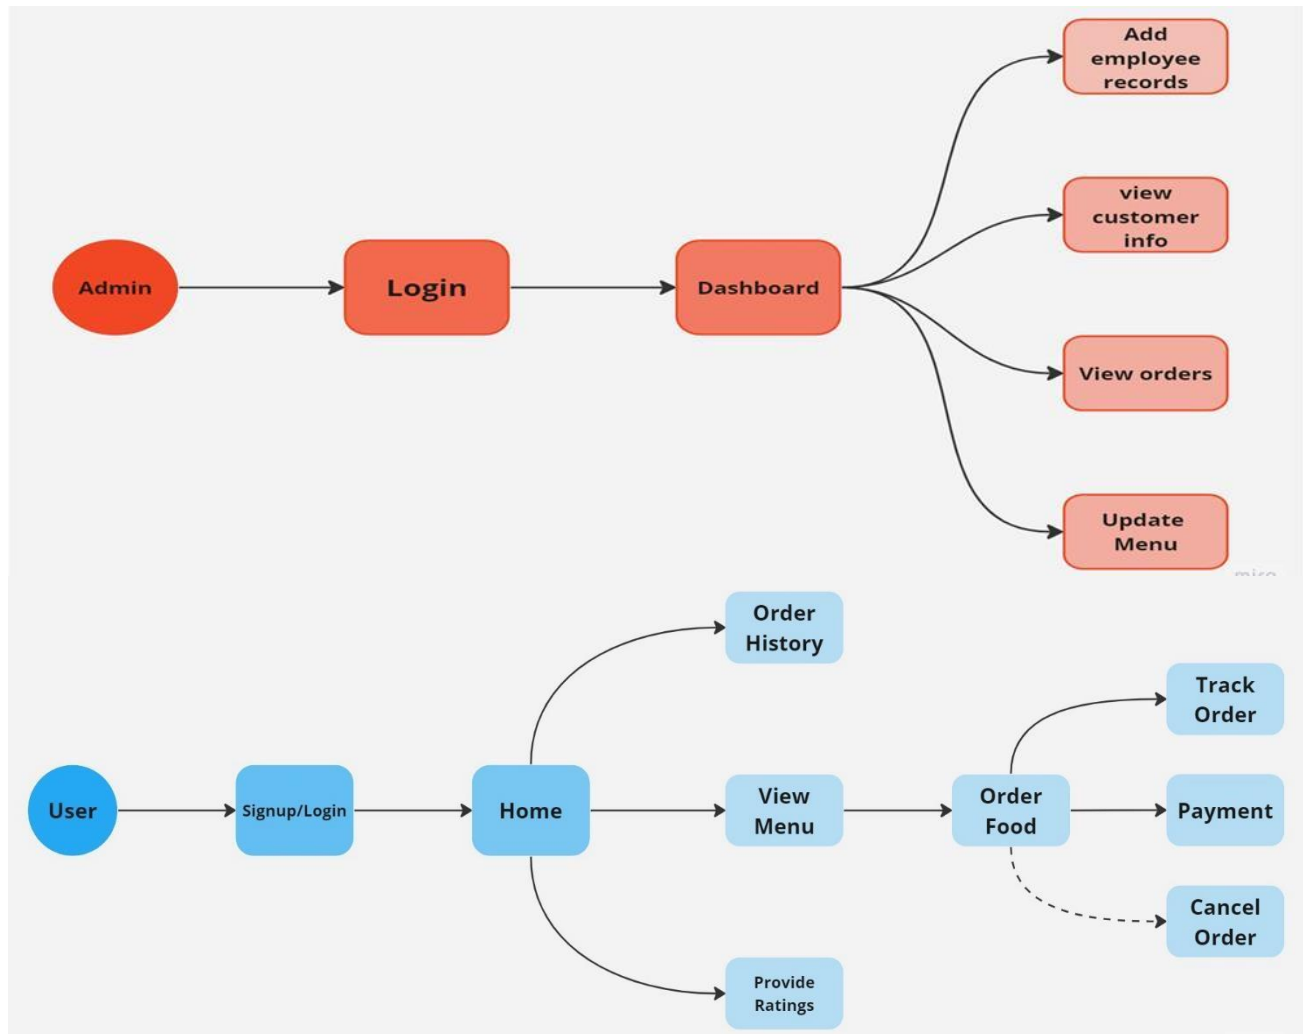 Add
employee
records
view
customer
info
Admin
Login
Dashboard
View orders
Update
Menu
miro
Order
History
Track
Order
User
Signup/Login
Home
View
Menu
Order
Food
Payment
Cancel
Order
Provide
Ratings